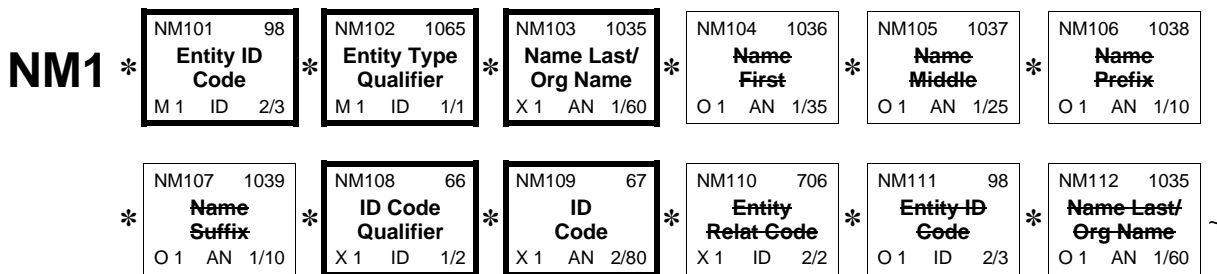 NM101 98 NM102 1065 NM103 1035 NM104 1036 NM105 1037 NM106 1038
NM1 * Entity ID * Entity Type * Name Last/ * Name * Name * Name
Code Qualifier Org Name First Middle Prefix
M 1 ID 2/3 M 1 ID 1/1 X 1 AN 1/60 O 1 AN 1/35 O 1 AN 1/25 O 1 AN 1/10
NM107 1039 NM108 66 NM109 67 NM110 706 NM111 98 NM112 1035
* Name * ID Code * ID * Entity * Entity ID * Name Last/ ~
Suffix Qualifier Code Relat Code Code Org Name
O 1 AN 1/10 X 1 ID 1/2 X 1 AN 2/80 X 1 ID 2/2 O 1 ID 2/3 O 1 AN 1/60